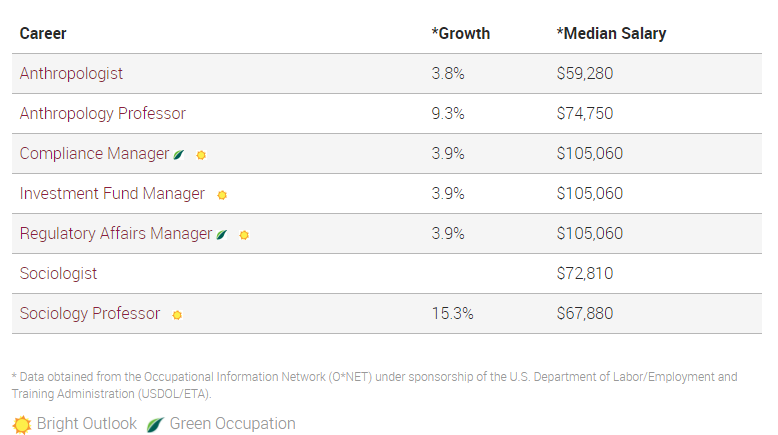 Career *Growth *Median Salary
Anthropologist 3.8% $59,280
Anthropology Professor 9.3% $74,750
Compliance Manager 3.9% $105,060
Investment Fund Manager 3.9% $105,060
Regulatory Affairs Manager 3.9% $105,060
Sociologist $72,810
Sociology Professor 15.3% $67,880
* Data obtained from the Occupational Information Network (O*NET) under sponsorship of the U.S. Department of Labor/Employment and
Training Administration (USDOL/ETA).
Bright Outlook Green Occupation